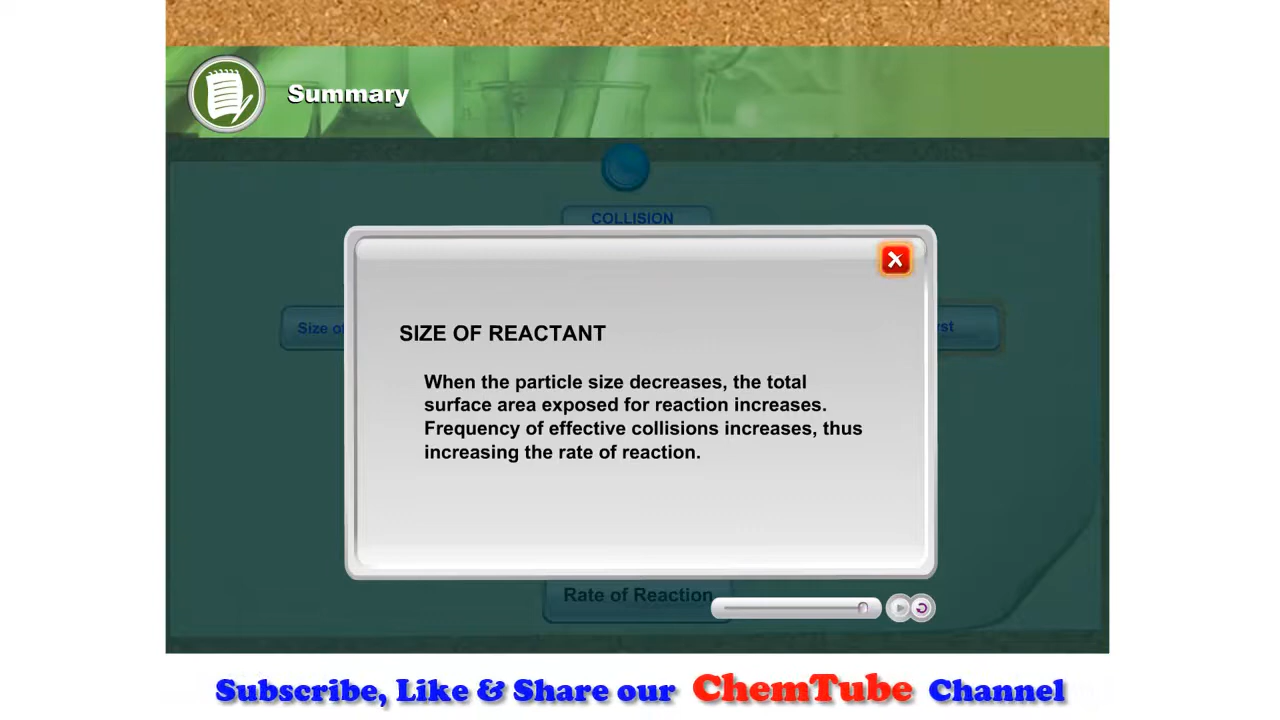 Summary
COLLISION
Size of
SIZE OF REACTANT
When the particle size decreases, the total
surface area exposed for reaction increases.
Frequency of effective collisions increases, thus
increasing the rate of reaction.
Rate of Reaction
Subscribe, Like & Share our ChemTube Channel